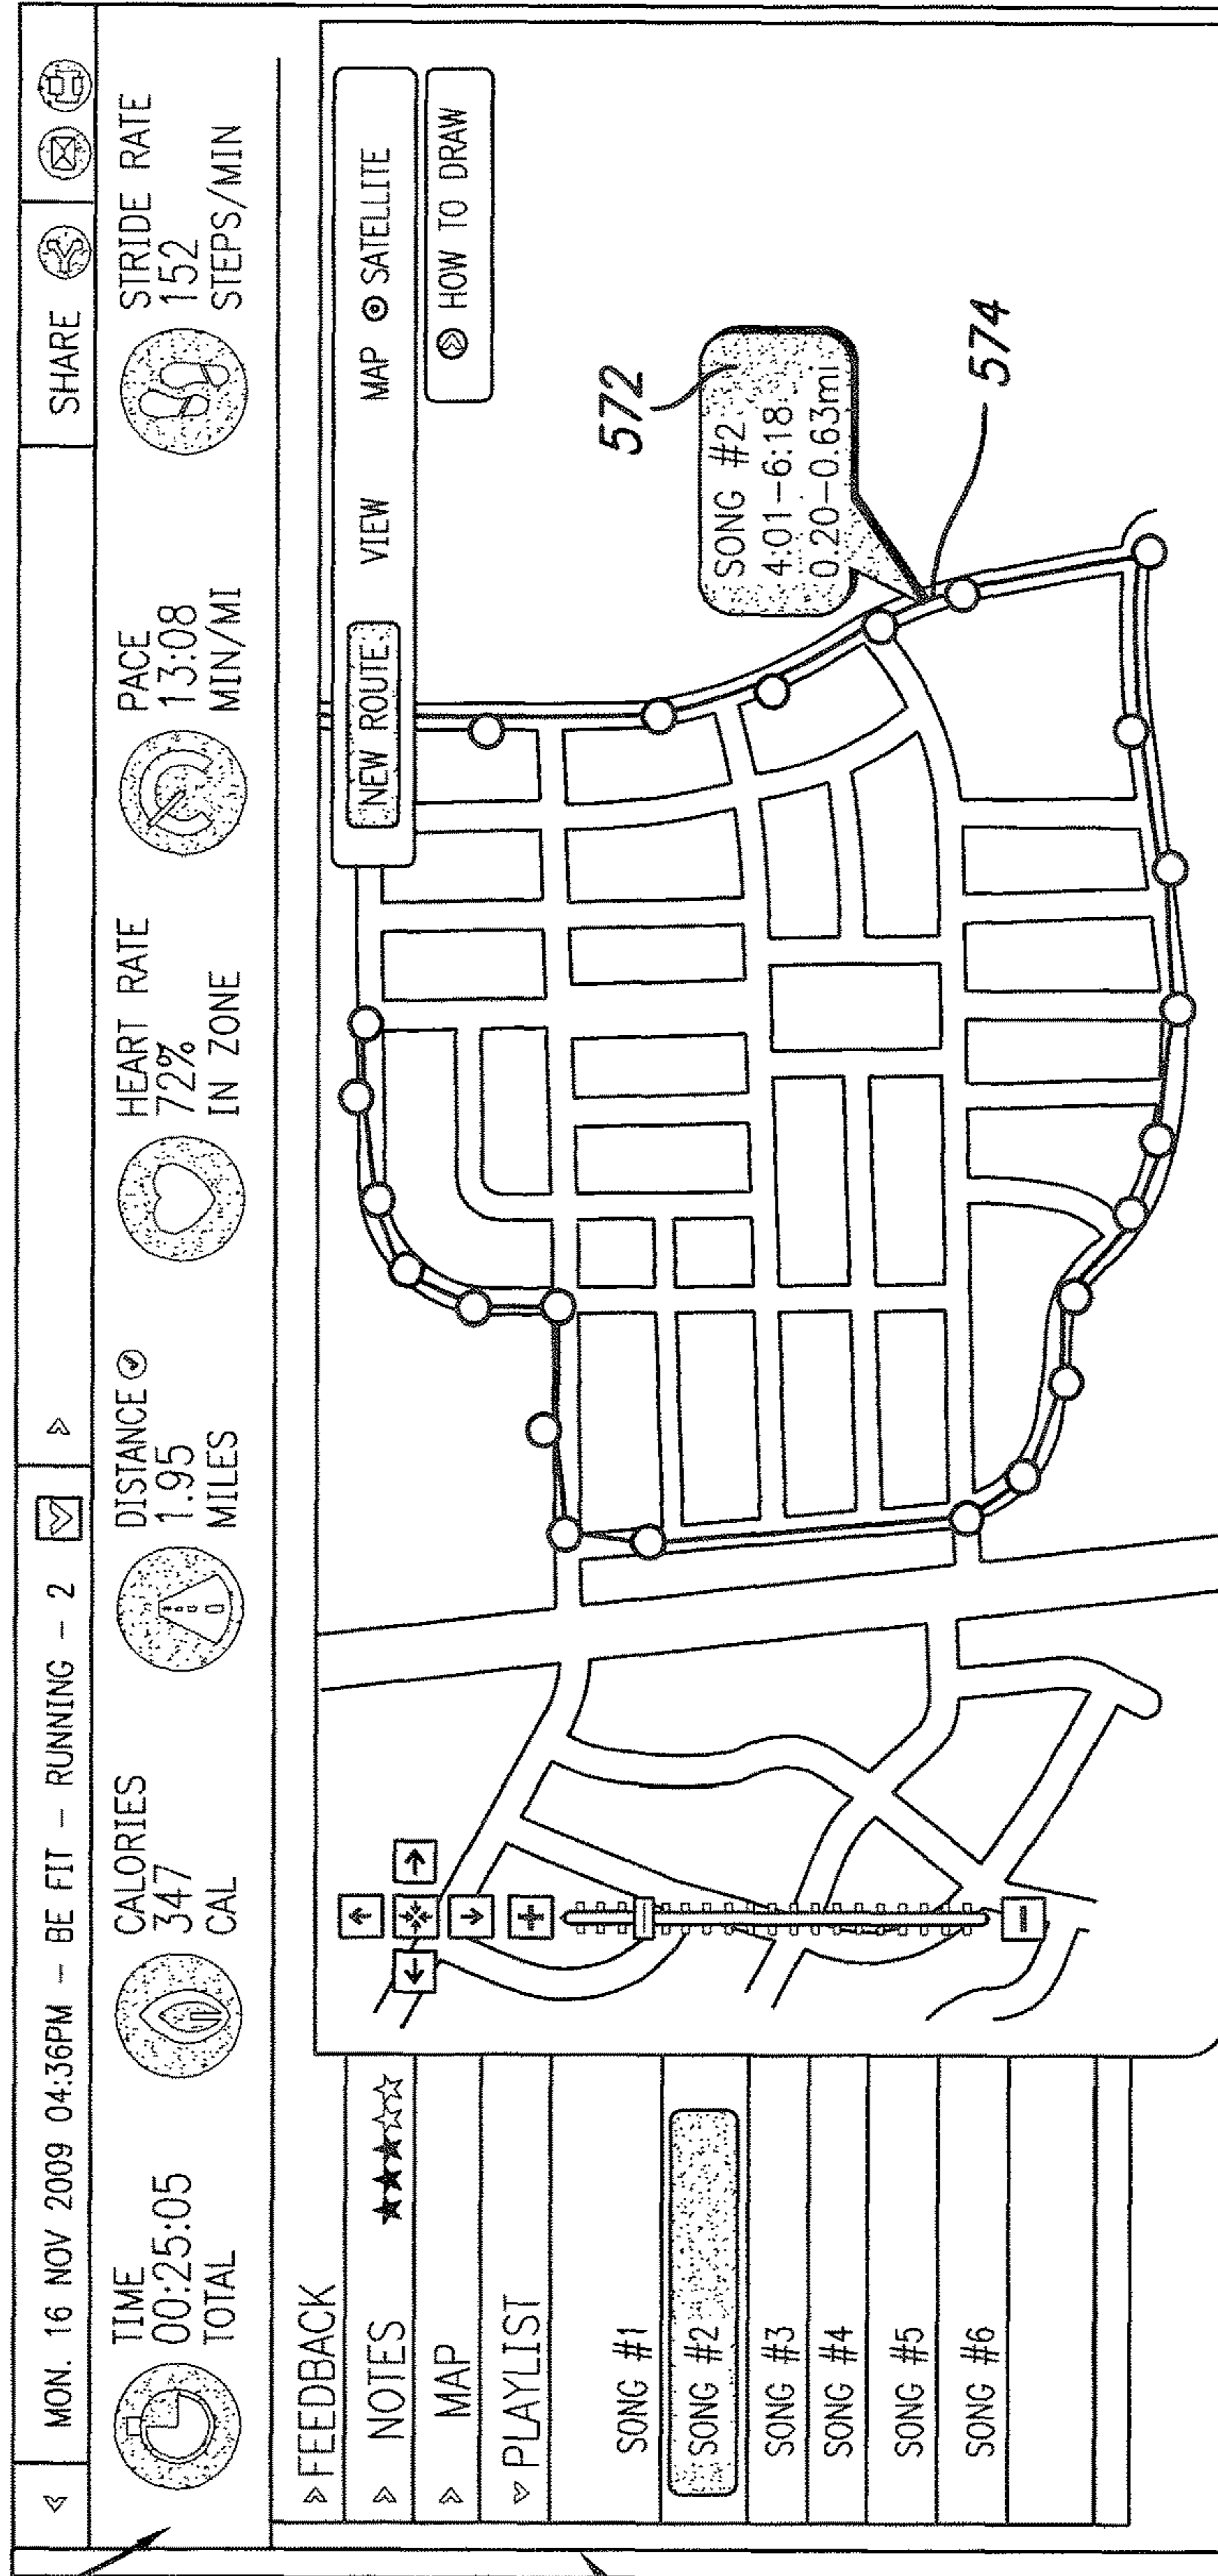 MON. 16 NOV 2009 04:36PM – BE FIT – RUNNING – 2
SHARE
TIME
00:25:05
TOTAL
CALORIES
347
CAL
DISTANCE
1.95
MILES
HEART RATE
72%
IN ZONE
PACE
13:08
MIN/MI
STRIDE RATE
152
STEPS/MIN
FEEDBACK
NOTES
MAP
PLAYLIST
SONG #1
SONG #2
SONG #3
SONG #4
SONG #5
SONG #6
NEW ROUTE
VIEW
MAP
SATELLITE
HOW TO DRAW
572
SONG #2
4:01–6:18
0.20–0.63mi
574